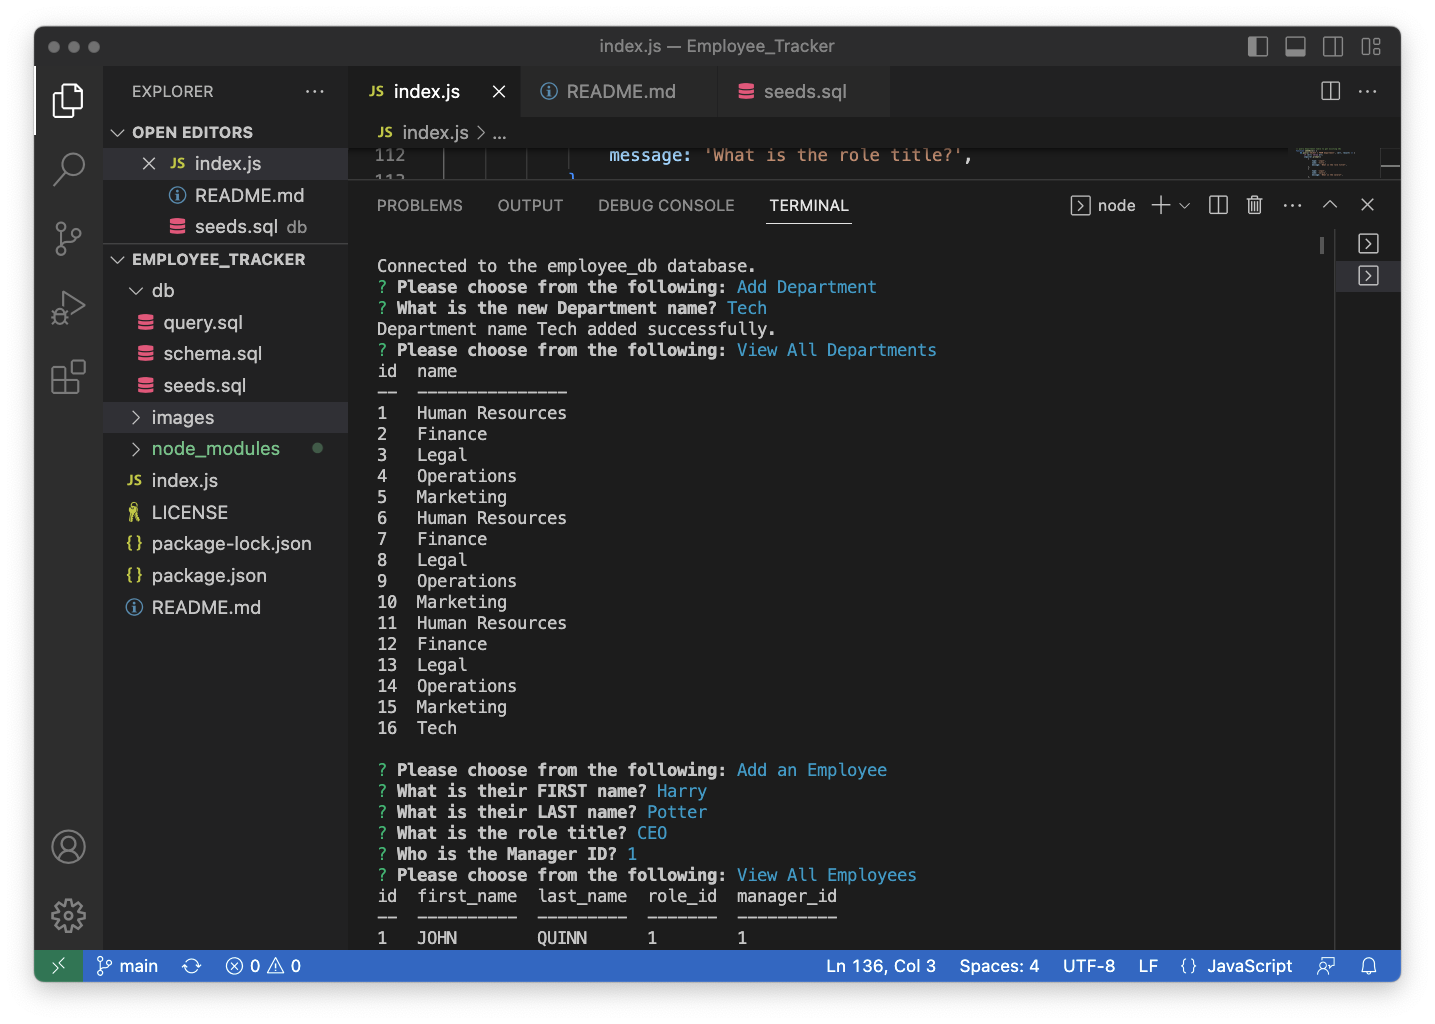 index.js — Employee_Tracker
EXPLORER
OPEN EDITORS
JS index.js
README.md
seeds.sql db
EMPLOYEE_TRACKER
db
query.sql
schema.sql
seeds.sql
images
node_modules
JS index.js
LICENSE
{} package-lock.json
{} package.json
README.md
JS index.js
README.md
seeds.sql
JS index.js > ...
112 message: 'What is the role title?',
113 }
PROBLEMS OUTPUT DEBUG CONSOLE TERMINAL
node
Connected to the employee_db database.
? Please choose from the following: Add Department
? What is the new Department name? Tech
Department name Tech added successfully.
? Please choose from the following: View All Departments
id name
-- ---------------
1 Human Resources
2 Finance
3 Legal
4 Operations
5 Marketing
6 Human Resources
7 Finance
8 Legal
9 Operations
10 Marketing
11 Human Resources
12 Finance
13 Legal
14 Operations
15 Marketing
16 Tech
? Please choose from the following: Add an Employee
? What is their FIRST name? Harry
? What is their LAST name? Potter
? What is the role title? CEO
? Who is the Manager ID? 1
? Please choose from the following: View All Employees
id first_name last_name role_id manager_id
-- ---------- --------- ------- ----------
1 JOHN QUINN 1 1
main 0 0 Ln 136, Col 3 Spaces: 4 UTF-8 LF {} JavaScript